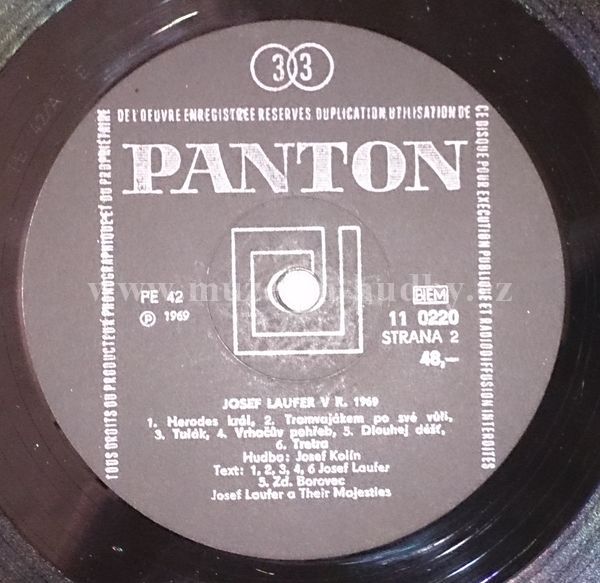 33
TOUS DROITS DU PRODUCTEUR PHONOGRAPHIQUE ET DU PROPRIETAIRE
DE L'OEUVRE ENREGISTREE RESERVES DUPLICATION, UTILISATION DE
CE DISQUE POUR EXECUTION PUBLIQUE ET RADIODIFFUSION INTERDITES
PANTON
PE 42
℗ 1969
BIEM
11 0220
STRANA 2
48,–
JOSEF LAUFER V R. 1969
1. Herodes král, 2. Tramvajákem po své vůli,
3. Tulák, 4. Vrhačův pohřeb, 5. Dlouhej déšť,
6. Tretra
Hudba: Josef Kolín
Text: 1, 2, 3, 4, 6 Josef Laufer
5. Zd. Borovec
Josef Laufer a Their Majesties